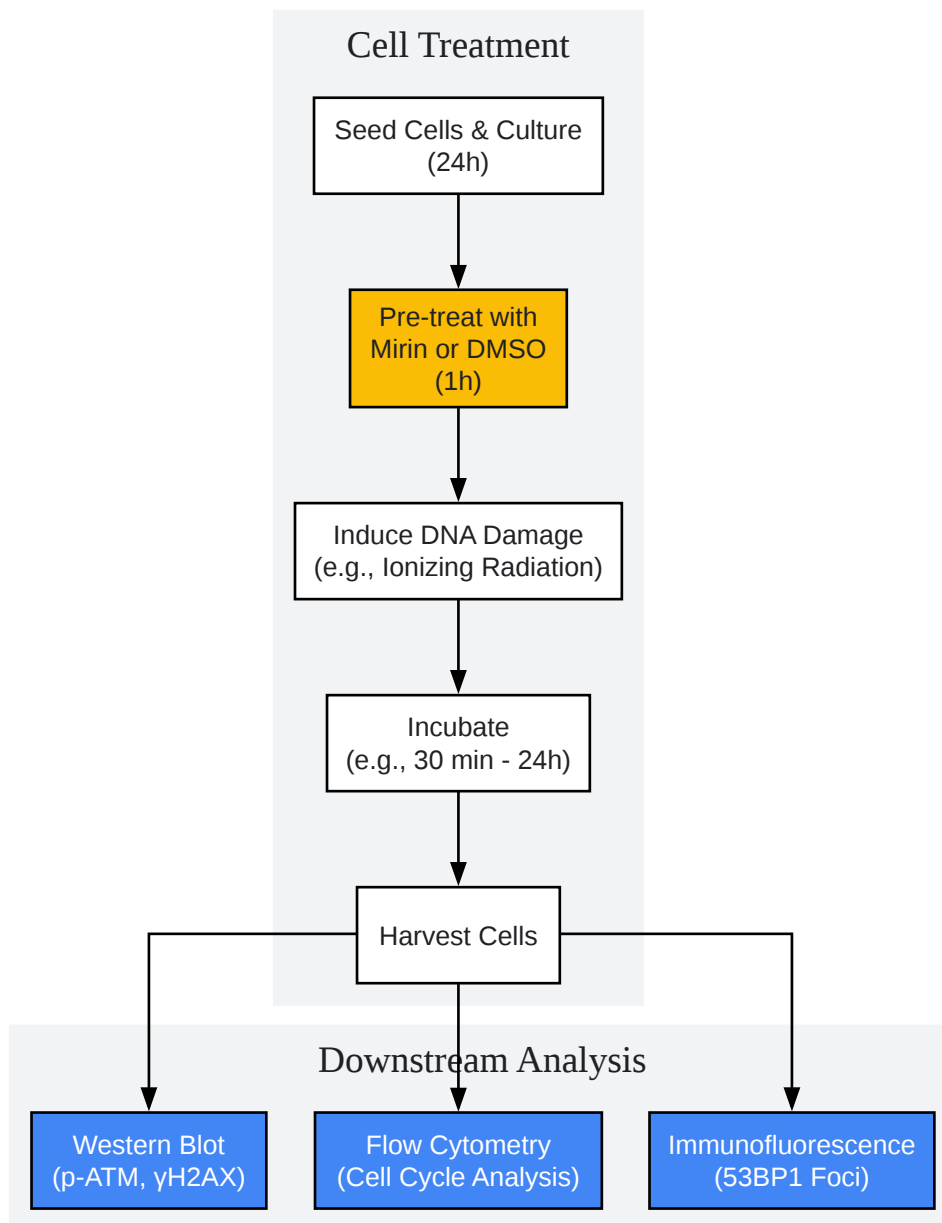 Cell Treatment
Seed Cells & Culture
(24h)
Pre-treat with
Mirin or DMSO
(1h)
Induce DNA Damage
(e.g., Ionizing Radiation)
Incubate
(e.g., 30 min - 24h)
Harvest Cells
Downstream Analysis
Western Blot
(p-ATM, γH2AX)
Flow Cytometry
(Cell Cycle Analysis)
Immunofluorescence
(53BP1 Foci)